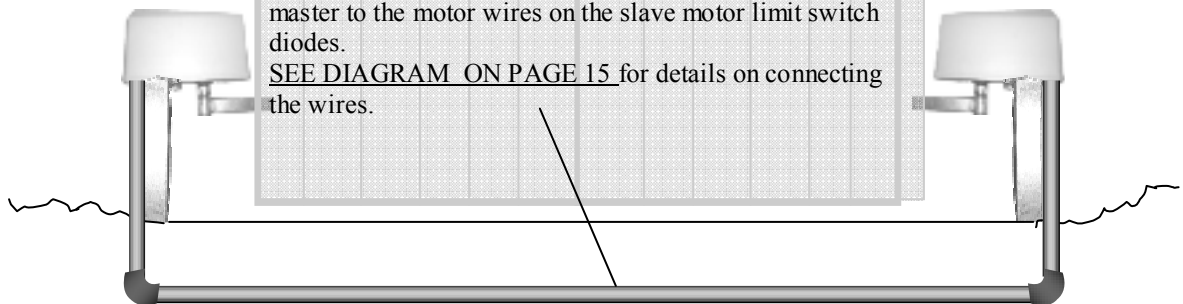 master to the motor wires on the slave motor limit switch
diodes.
SEE DIAGRAM ON PAGE 15 for details on connecting
the wires.